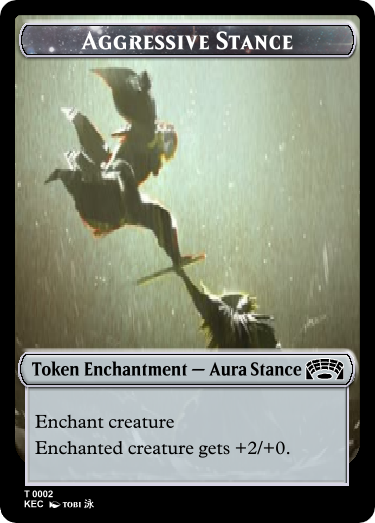 Aggressive Stance
Token Enchantment — Aura Stance
Enchant creature
Enchanted creature gets +2/+0.
T 0002
KEC TOBI 泳